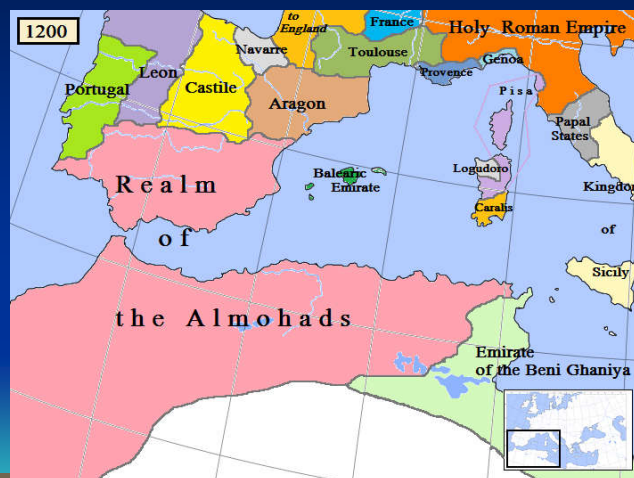 1200
to
England
France
Holy Roman Empire
Navarre
Toulouse
Genoa
Leon
Provence
Portugal
Castile
Pisa
Aragon
Papal
States
Realm
Balearic
Emirate
Logudoro
Kingdom
Caralis
of
of
Sicily
the Almohads
Emirate
of the Beni Ghaniya